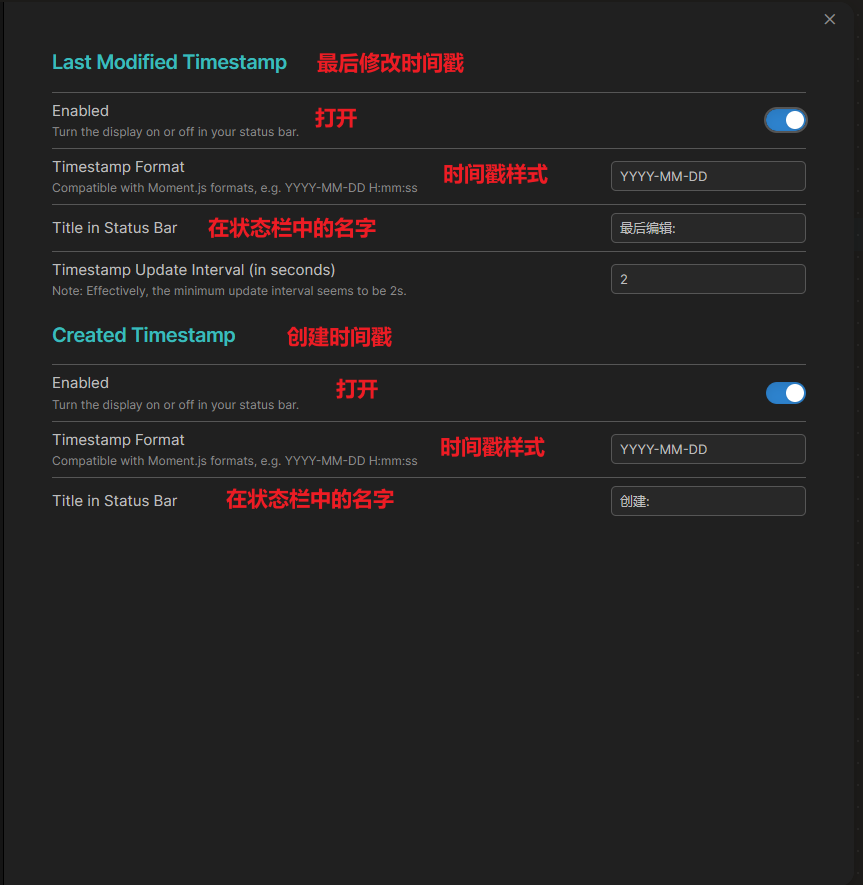 Last Modified Timestamp 最后修改时间戳
Enabled 打开
Turn the display on or off in your status bar.
Timestamp Format 时间戳样式 YYYY-MM-DD
Compatible with Moment.js formats, e.g. YYYY-MM-DD H:mm:ss
Title in Status Bar 在状态栏中的名字 最后编辑:
Timestamp Update Interval (in seconds) 2
Note: Effectively, the minimum update interval seems to be 2s.
Created Timestamp 创建时间戳
Enabled 打开
Turn the display on or off in your status bar.
Timestamp Format 时间戳样式 YYYY-MM-DD
Compatible with Moment.js formats, e.g. YYYY-MM-DD H:mm:ss
Title in Status Bar 在状态栏中的名字 创建: